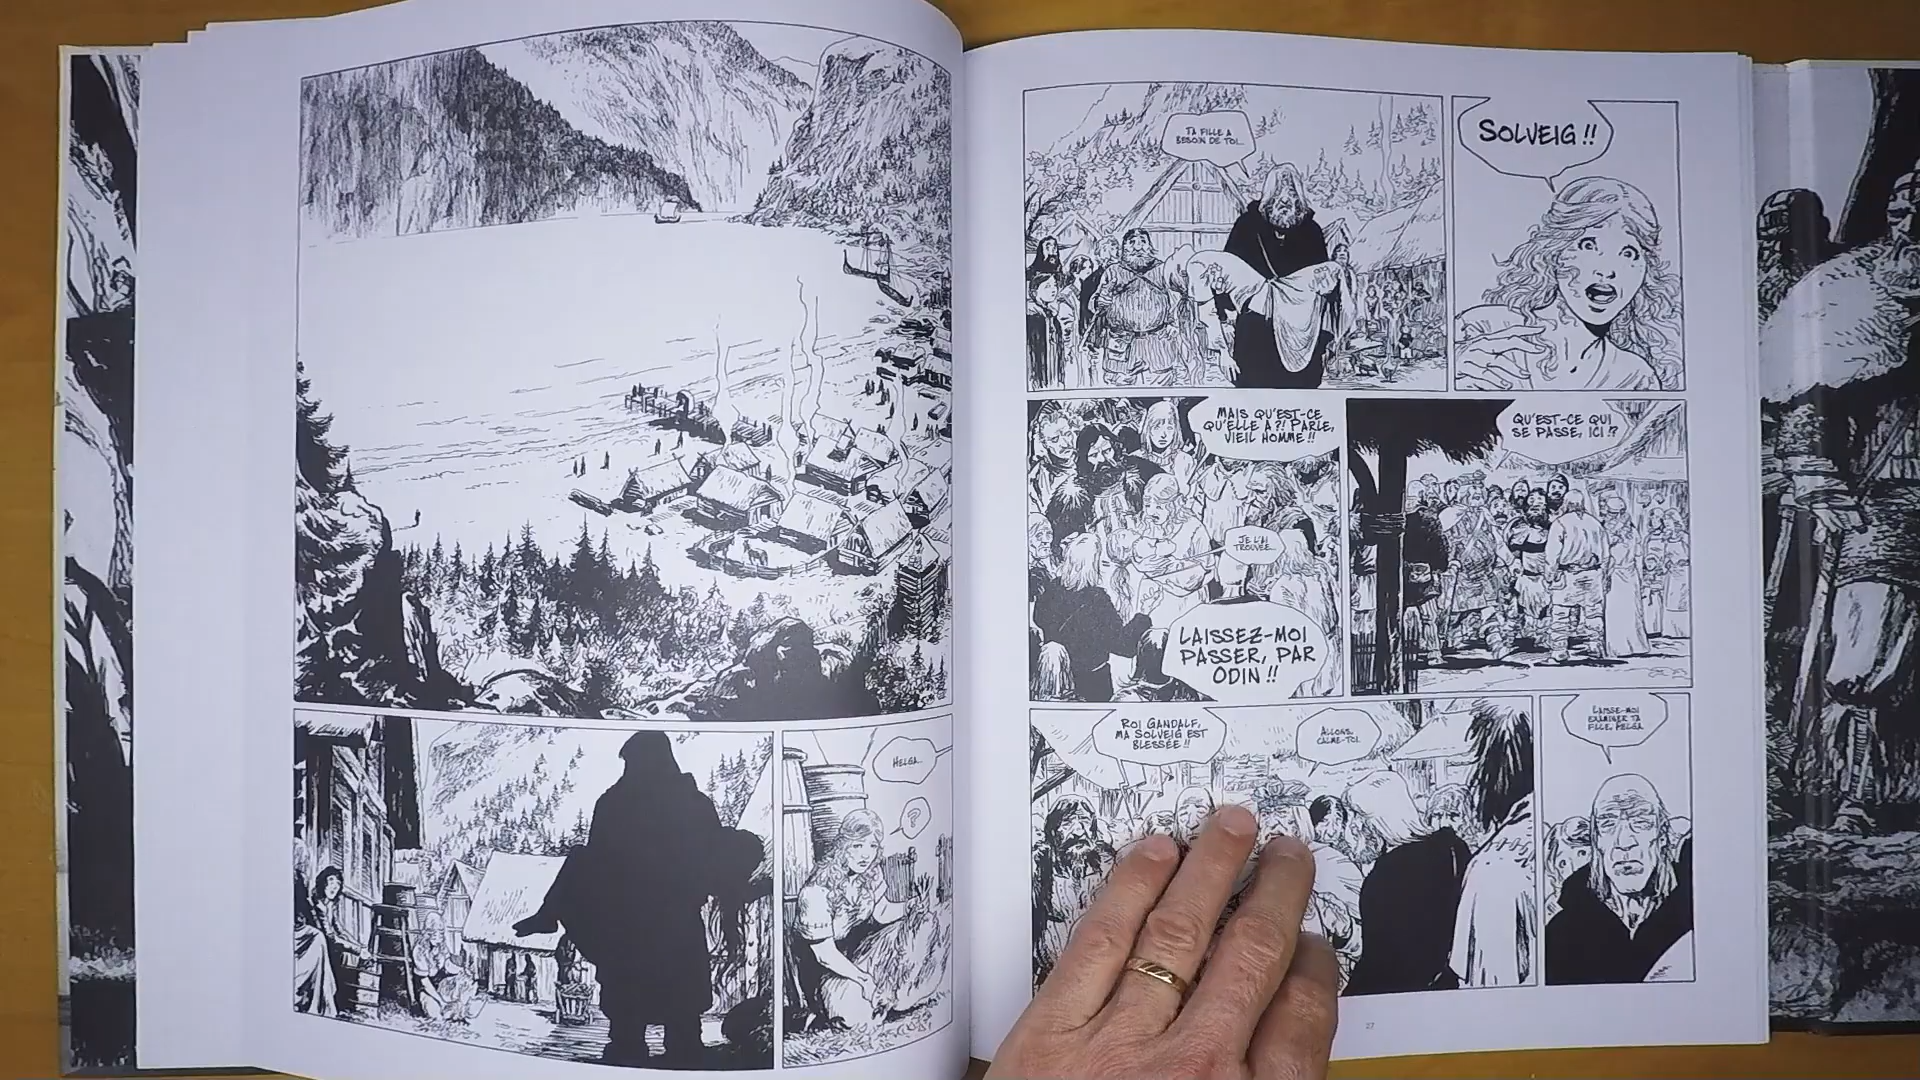 HELGA...
?
TA FILLE A
BESOIN DE TOI...
SOLVEIG !!
MAIS QU'EST-CE
QU'ELLE A ?! PARLE,
VIEIL HOMME !!
JE L'AI
TROUVÉE...
LAISSEZ-MOI
PASSER, PAR
ODIN !!
QU'EST-CE QUI
SE PASSE, ICI !?
ROI GANDALF,
MA SOLVEIG EST
BLESSÉE !!
ALLONS,
CALME-TOI.
LAISSE-MOI
EXAMINER TA
FILLE, HELGA.
27